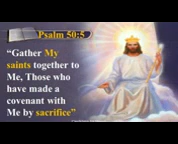 Psalm 50:5
“Gather My
saints together to
Me, Those who
have made a
covenant with
Me by sacrifice”